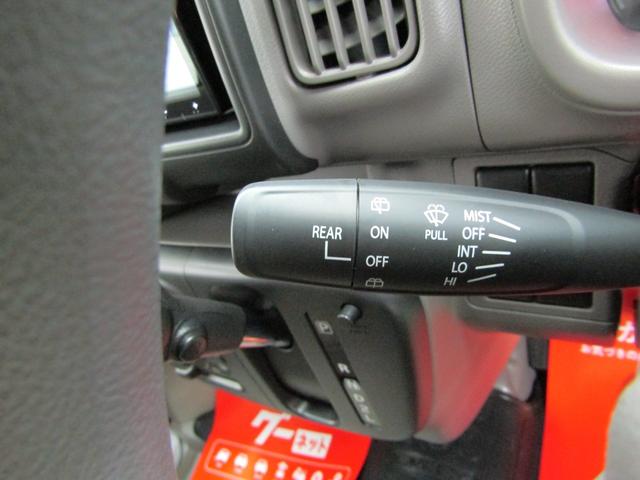 REAR
ON
OFF
PULL
MIST
OFF
INT
LO
HI
P
R
グー
ネット